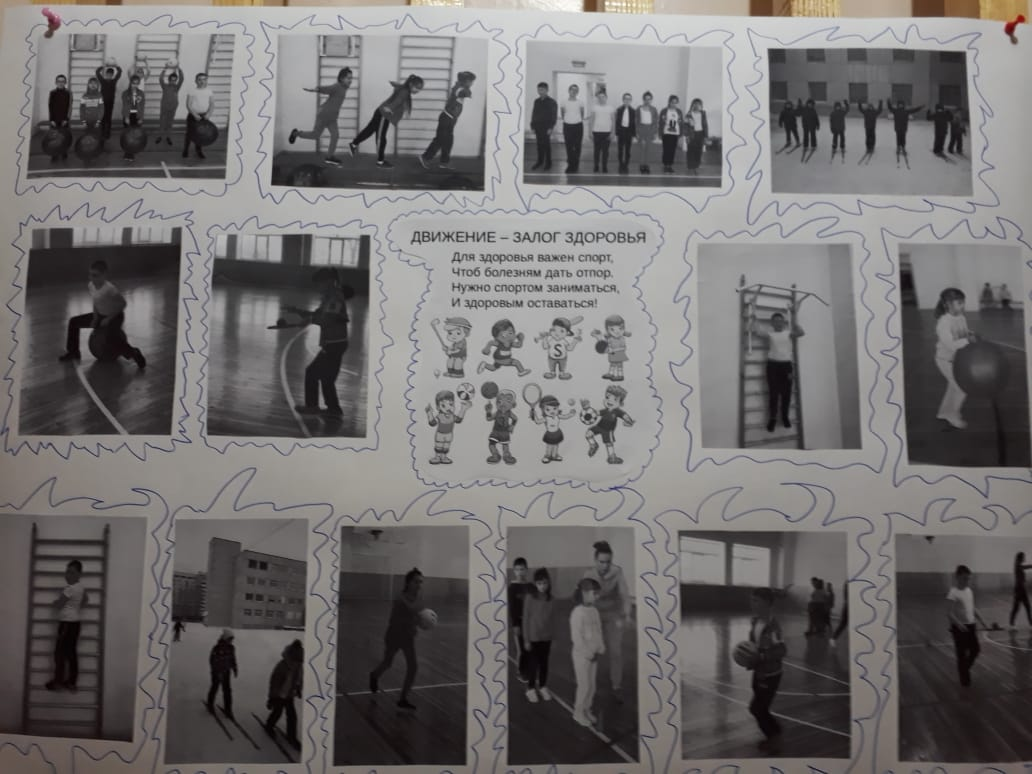 ДВИЖЕНИЕ – ЗАЛОГ ЗДОРОВЬЯ
Для здоровья важен спорт,
Чтоб болезням дать отпор.
Нужно спортом заниматься,
И здоровым оставаться!
S